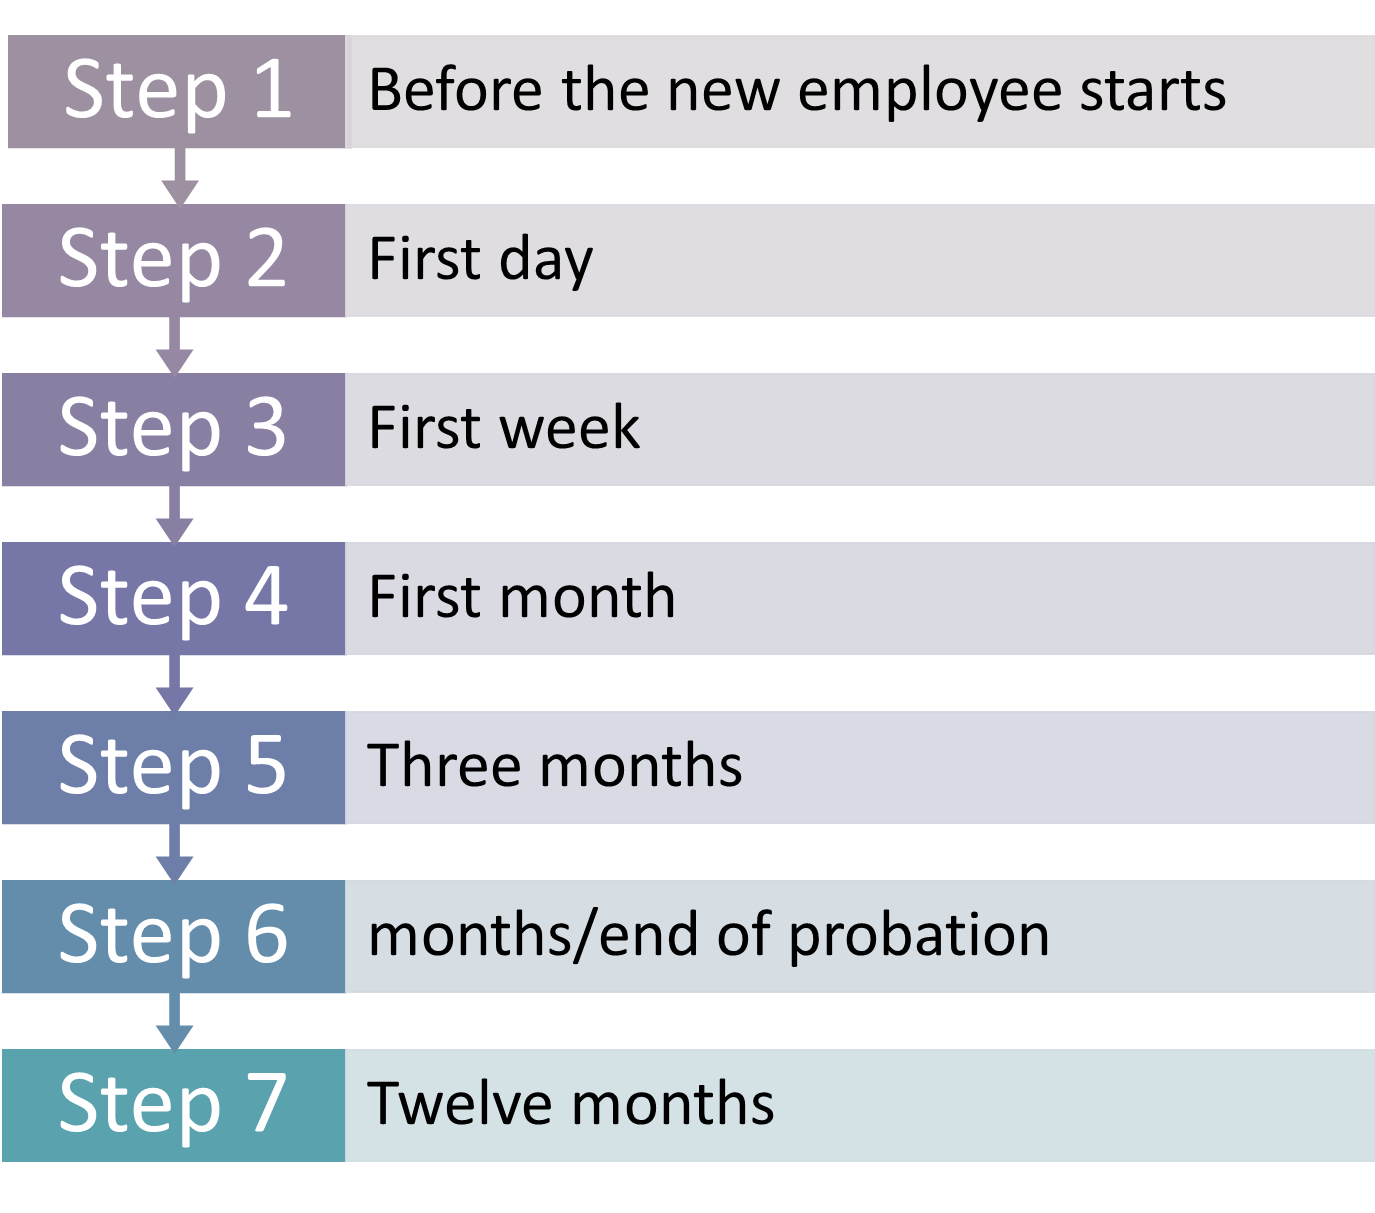 Step 1 Before the new employee starts
Step 2 First day
Step 3 First week
Step 4 First month
Step 5 Three months
Step 6 months/end of probation
Step 7 Twelve months